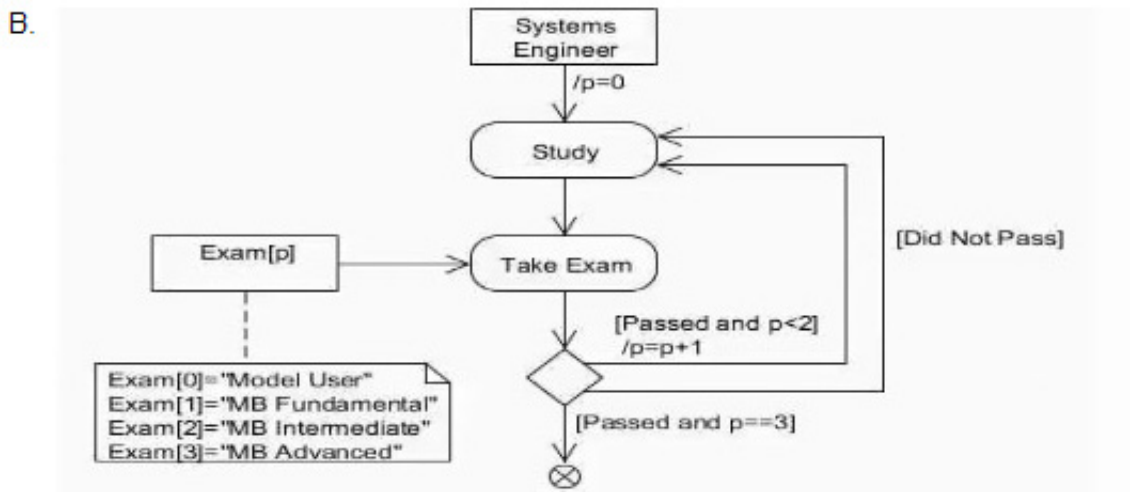 B.
Systems
Engineer
/p=0
Study
[Did Not Pass]
Exam[p]
Take Exam
[Passed and p<2]
/p=p+1
Exam[0]="Model User"
Exam[1]="MB Fundamental"
Exam[2]="MB Intermediate"
Exam[3]="MB Advanced"
[Passed and p==3]